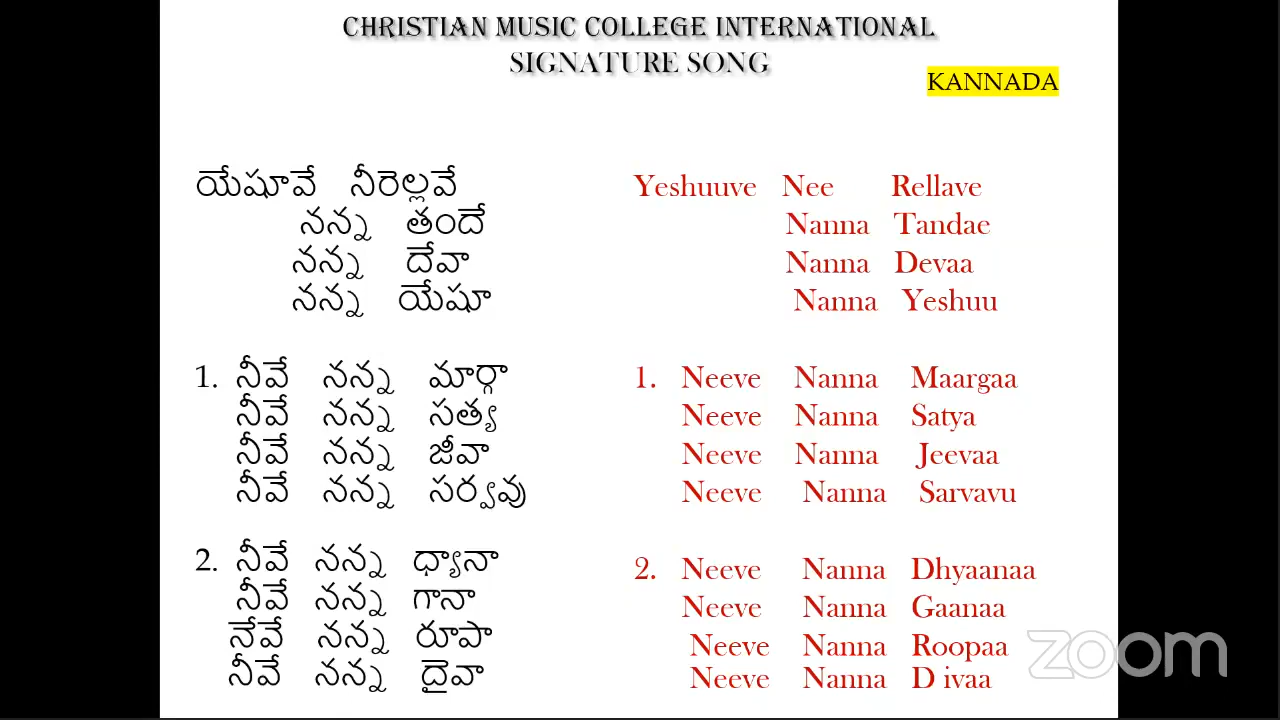 CHRISTIAN MUSIC COLLEGE INTERNATIONAL
SIGNATURE SONG
KANNADA
యేషూవే నీరెల్లవే
నన్న తందే
నన్న దేవా
నన్న యేషూ
1. నీవే నన్న మార్గా
నీవే నన్న సత్య
నీవే నన్న జీవా
నీవే నన్న సర్వవు
2. నీవే నన్న ధ్యానా
నీవే నన్న గానా
నేవే నన్న రూపా
నీవే నన్న దైవా
Yeshuuve Nee Rellave
Nanna Tandae
Nanna Devaa
Nanna Yeshuu
1. Neeve Nanna Maargaa
Neeve Nanna Satya
Neeve Nanna Jeevaa
Neeve Nanna Sarvavu
2. Neeve Nanna Dhyaanaa
Neeve Nanna Gaanaa
Neeve Nanna Roopaa
Neeve Nanna D ivaa
zoom